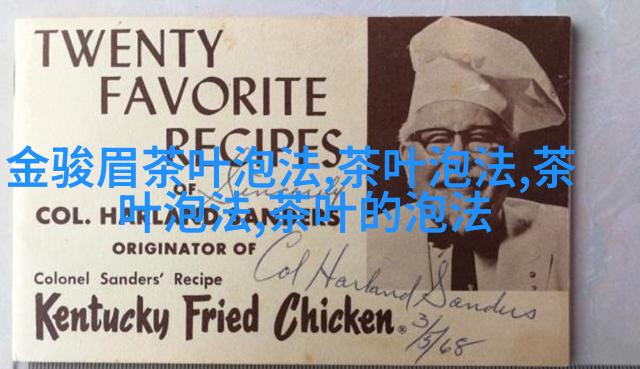 TWENTY
FAVORITE
RECIPES
金骏眉茶叶泡法,茶叶泡法,茶
叶泡法,茶叶的泡法
OF
Sincerely
COL. HARLAND SANDERS
ORIGINATOR OF
Col Harland Sanders
3/5/68
Colonel Sanders' Recipe
Kentucky Fried Chicken®